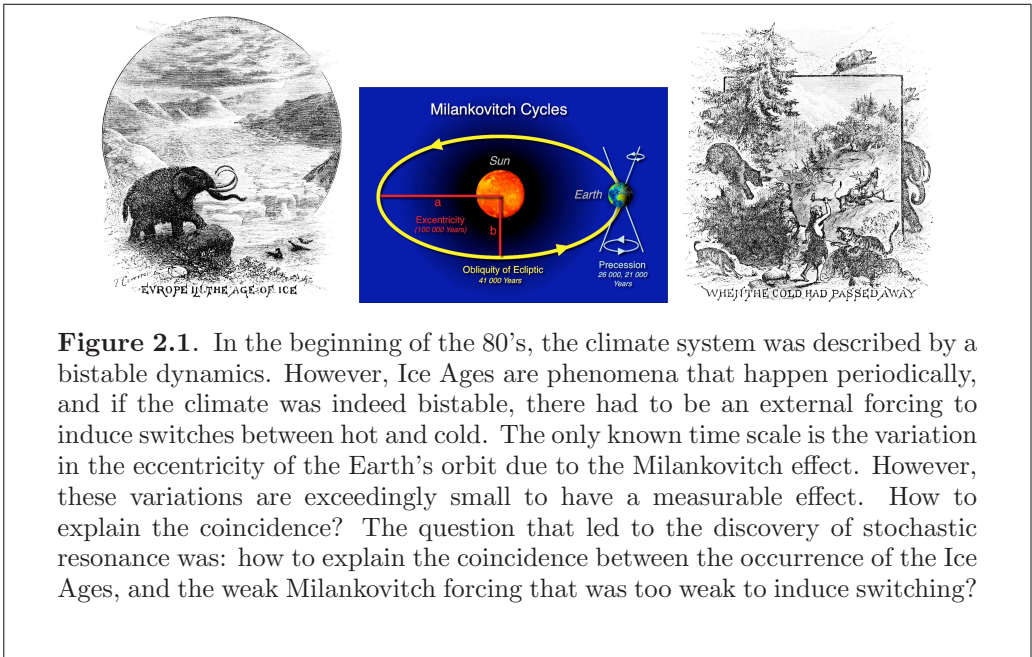 EVROPE IN THE AGE OF ICE
Milankovitch Cycles
Sun
Earth
a
Excentricity
(100 000 Years)
b
Obliquity of Ecliptic
41 000 Years
Precession
26 000, 21 000
Years
WHEN THE COLD HAD PASSED AWAY
Figure 2.1. In the beginning of the 80's, the climate system was described by a
bistable dynamics. However, Ice Ages are phenomena that happen periodically,
and if the climate was indeed bistable, there had to be an external forcing to
induce switches between hot and cold. The only known time scale is the variation
in the eccentricity of the Earth's orbit due to the Milankovitch effect. However,
these variations are exceedingly small to have a measurable effect. How to
explain the coincidence? The question that led to the discovery of stochastic
resonance was: how to explain the coincidence between the occurrence of the Ice
Ages, and the weak Milankovitch forcing that was too weak to induce switching?